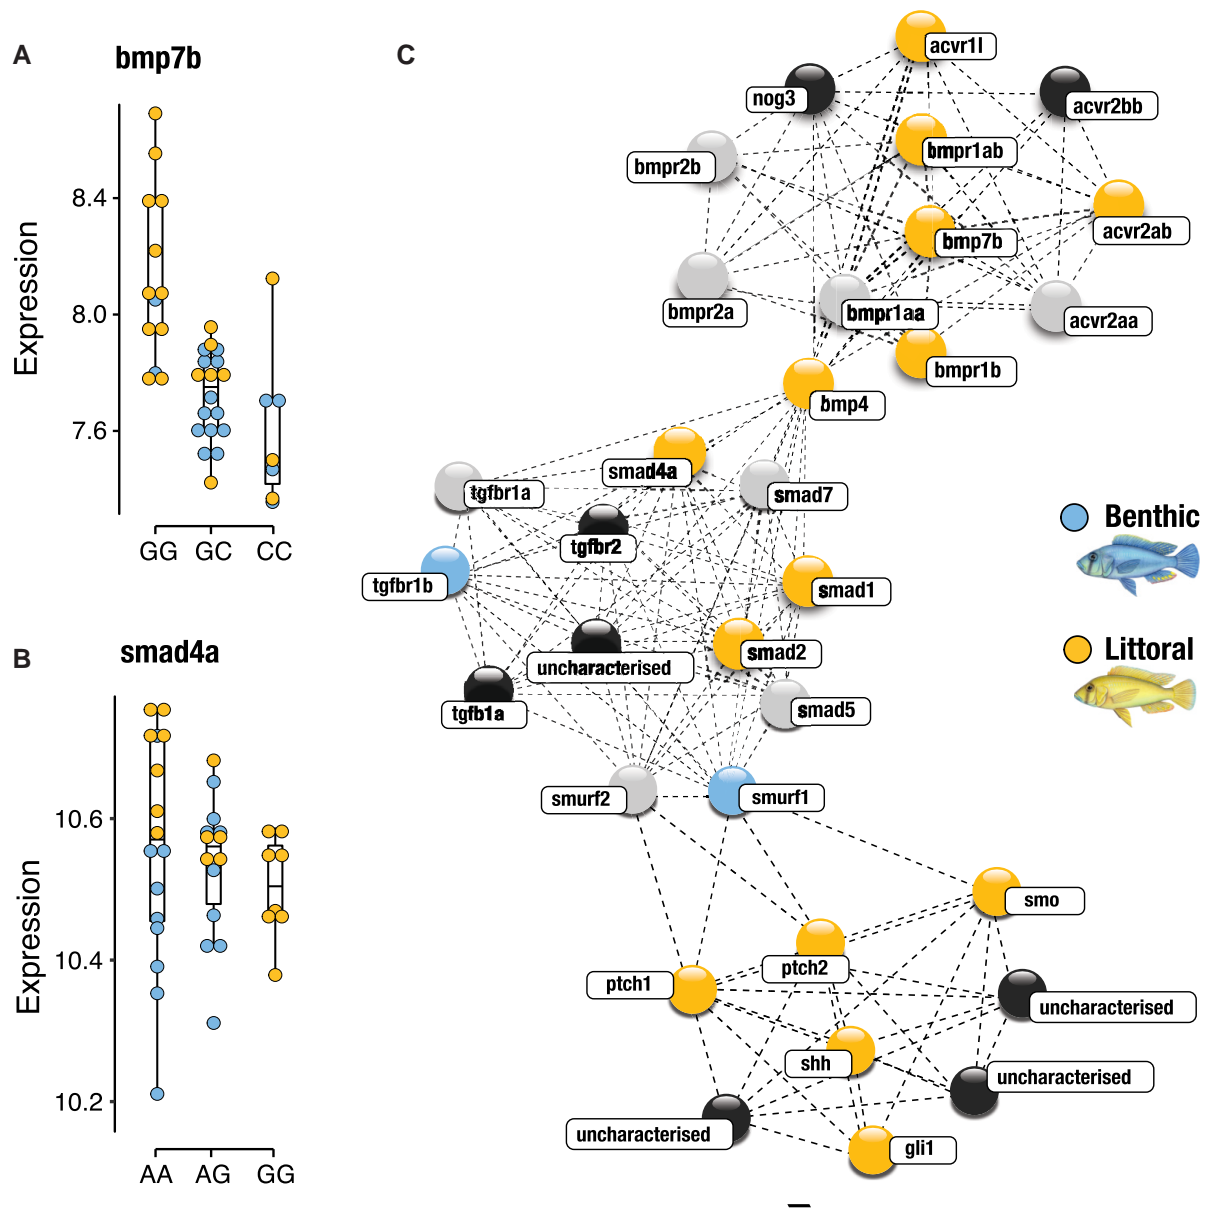 A
bmp7b
Expression
8.4
8.0
7.6
GG GC CC
B
smad4a
Expression
10.6
10.4
10.2
AA AG GG
C
acvr1l
nog3
acvr2bb
bmpr1ab
bmpr2b
acvr2ab
bmp7b
bmpr2a
bmpr1aa
acvr2aa
bmpr1b
bmp4
smad4a
tgfbr1a
smad7
tgfbr2
tgfbr1b
smad1
smad2
uncharacterised
tgfb1a
smad5
smurf2
smurf1
smo
ptch2
ptch1
uncharacterised
shh
uncharacterised
uncharacterised
gli1
Benthic
Littoral